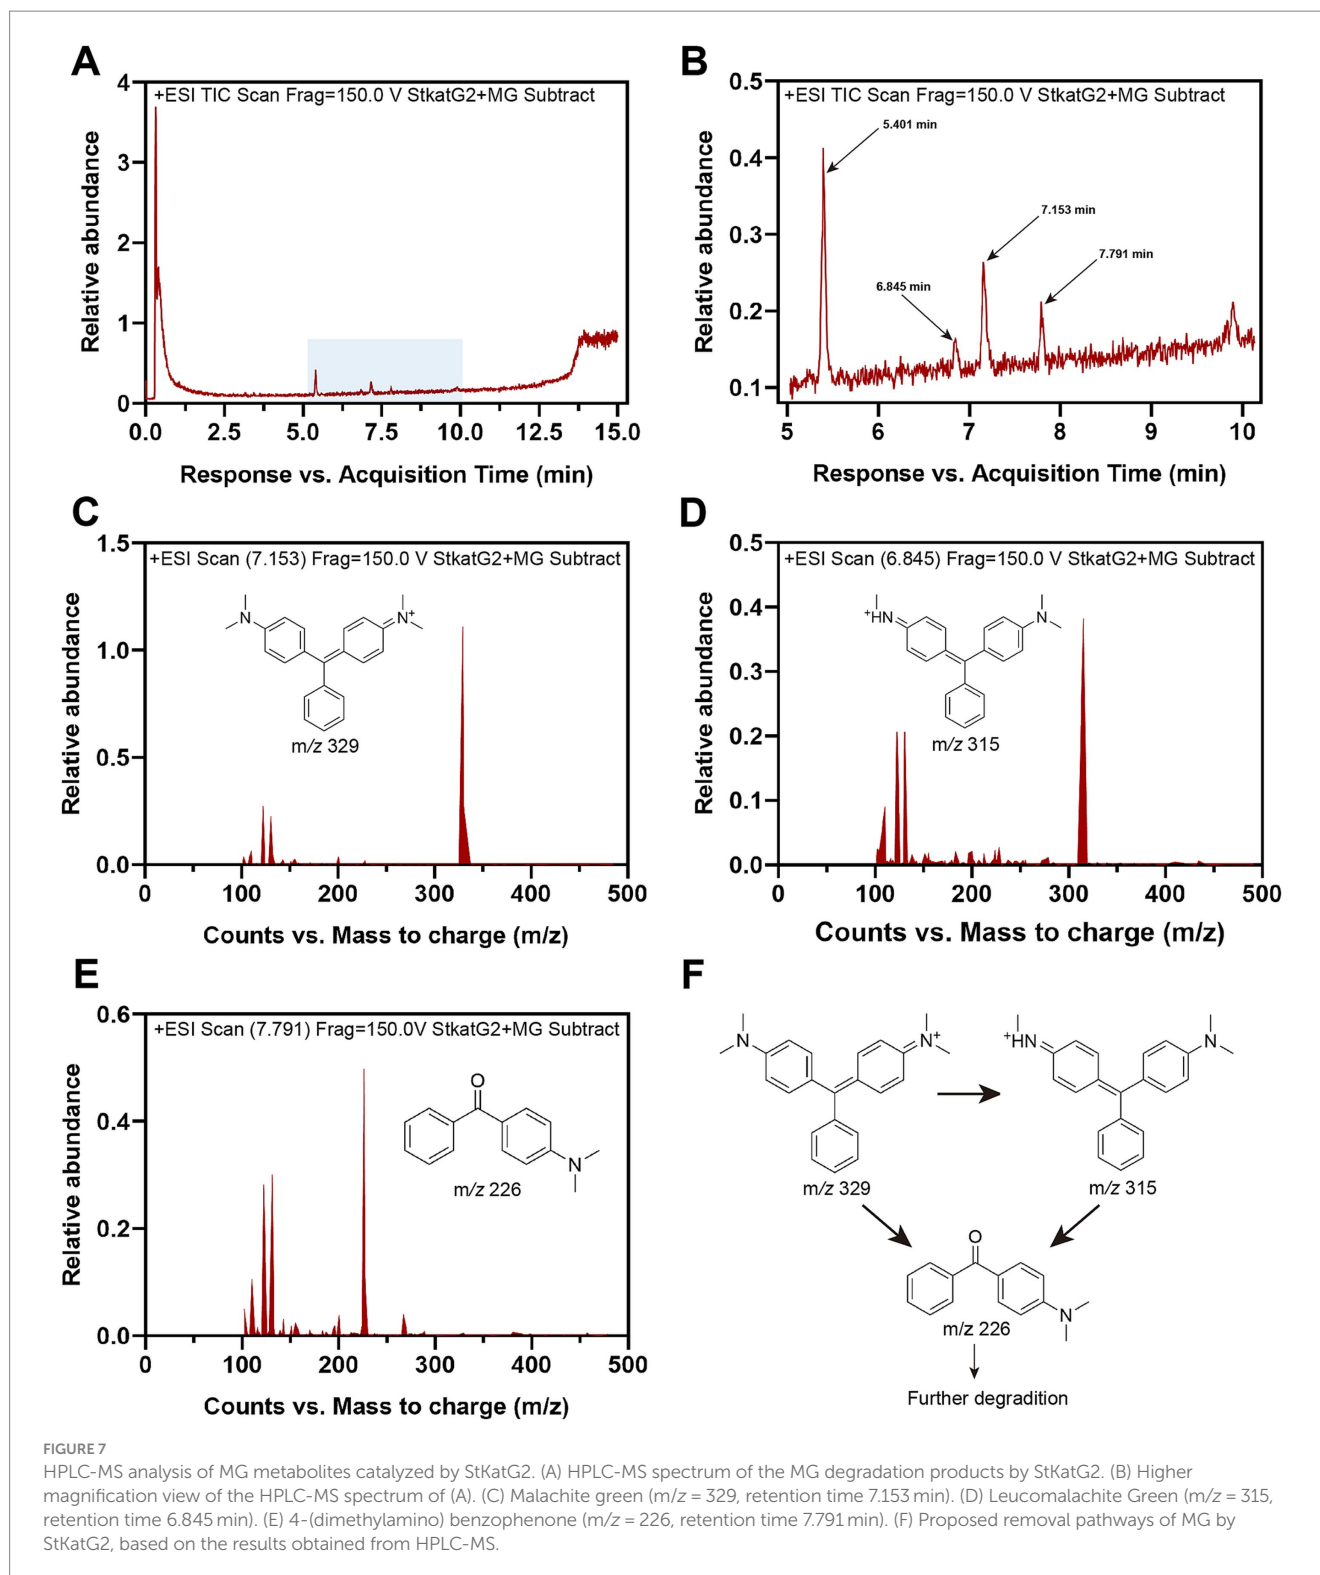 A
+ESI TIC Scan Frag=150.0 V StkatG2+MG Subtract
Relative abundance
4
3
2
1
0
0.0 2.5 5.0 7.5 10.0 12.5 15.0
Response vs. Acquisition Time (min)
B
+ESI TIC Scan Frag=150.0 V StkatG2+MG Subtract
Relative abundance
0.5
0.4
0.3
0.2
0.1
5.401 min
7.153 min
7.791 min
6.845 min
5 6 7 8 9 10
Response vs. Acquisition Time (min)
C
+ESI Scan (7.153) Frag=150.0 V StkatG2+MG Subtract
Relative abundance
1.5
1.0
0.5
0.0
N
N+
m/z 329
0 100 200 300 400 500
Counts vs. Mass to charge (m/z)
D
+ESI Scan (6.845) Frag=150.0 V StkatG2+MG Subtract
Relative abundance
0.5
0.4
0.3
0.2
0.1
0.0
+HN
N
m/z 315
0 100 200 300 400 500
Counts vs. Mass to charge (m/z)
E
+ESI Scan (7.791) Frag=150.0V StkatG2+MG Subtract
Relative abundance
0.6
0.4
0.2
0.0
O
N
m/z 226
0 100 200 300 400 500
Counts vs. Mass to charge (m/z)
F
N
N+
m/z 329
+HN
N
m/z 315
O
N
m/z 226
Further degradition
FIGURE 7
HPLC-MS analysis of MG metabolites catalyzed by StKatG2. (A) HPLC-MS spectrum of the MG degradation products by StKatG2. (B) Higher
magnification view of the HPLC-MS spectrum of (A). (C) Malachite green (m/z = 329, retention time 7.153 min). (D) Leucomalachite Green (m/z = 315,
retention time 6.845 min). (E) 4-(dimethylamino) benzophenone (m/z = 226, retention time 7.791 min). (F) Proposed removal pathways of MG by
StKatG2, based on the results obtained from HPLC-MS.